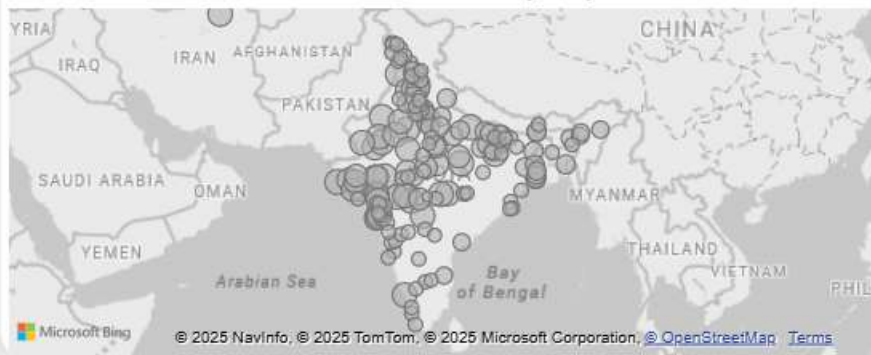 CHINA
YRIA
IRAQ
IRAN
AFGHANISTAN
PAKISTAN
SAUDI ARABIA
OMAN
MYANMAR
YEMEN
THAILAND
VIETNAM
Arabian Sea
Bay
of Bengal
PHIL
Microsoft Bing
© 2025 NavInfo, © 2025 TomTom, © 2025 Microsoft Corporation, © OpenStreetMap Terms